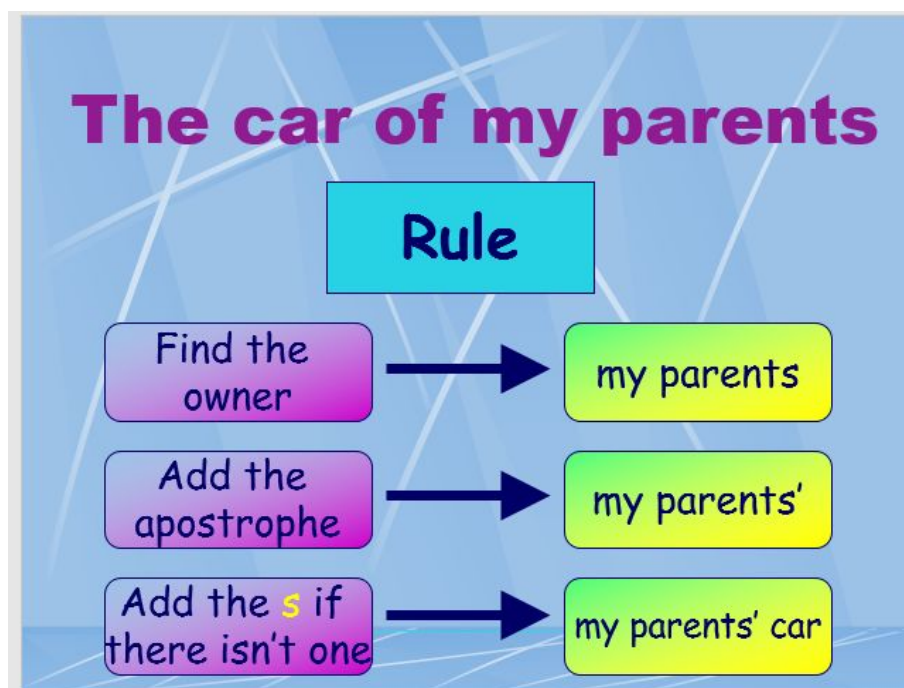 The car of my parents
Rule
Find the
owner
my parents
Add the
apostrophe
my parents’
Add the s if
there isn’t one
my parents’ car